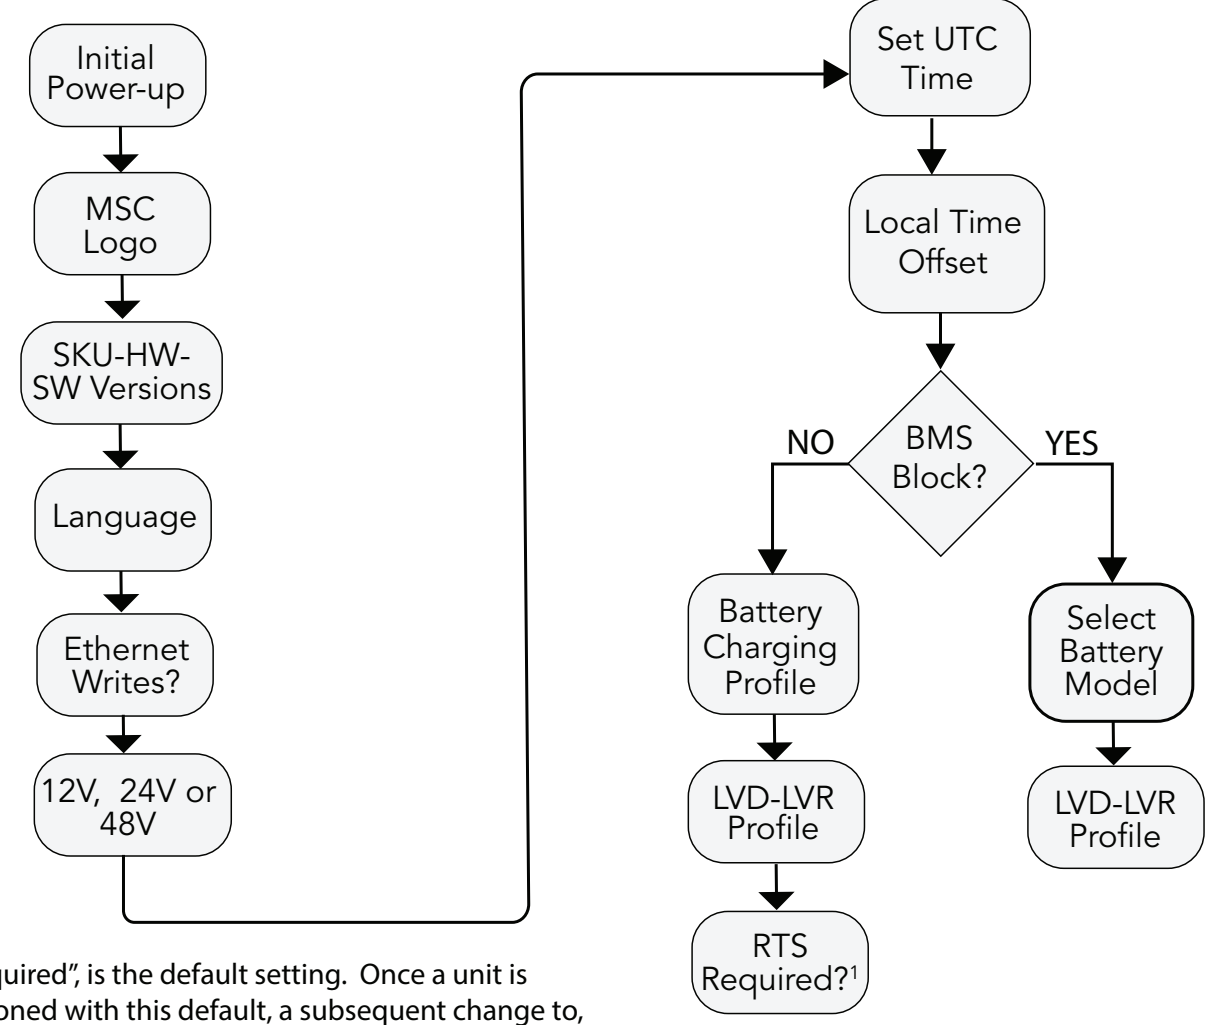 Initial
Power-up
MSC
Logo
SKU-HW-
SW Versions
Language
Ethernet
Writes?
12V, 24V or
48V
Set UTC
Time
Local Time
Offset
BMS
Block?
NO
YES
Battery
Charging
Profile
LVD-LVR
Profile
RTS
Required?¹
Select
Battery
Model
LVD-LVR
Profile
is the default setting. Once a unit is
with this default, a subsequent change to,